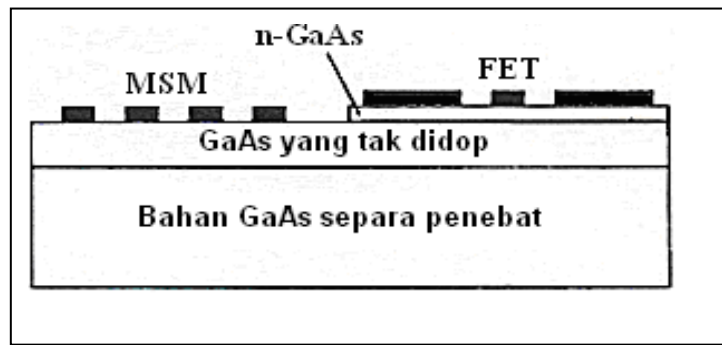 n-GaAs
MSM
FET
GaAs yang tak didop
Bahan GaAs separa penebat